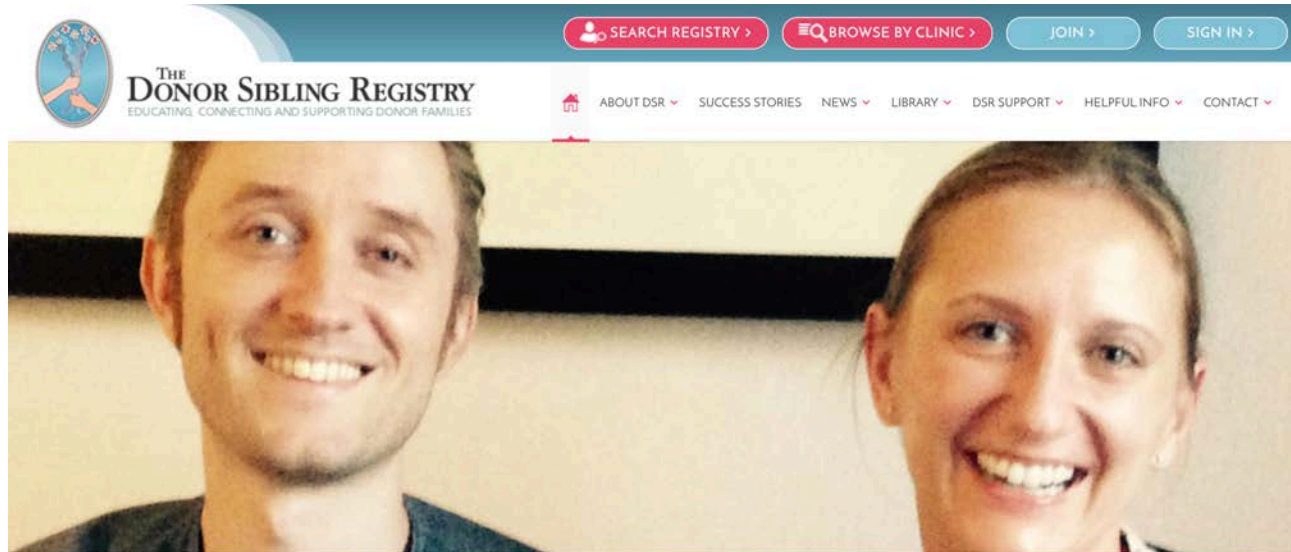 SEARCH REGISTRY >
BROWSE BY CLINIC >
JOIN >
SIGN IN >
THE
DONOR SIBLING REGISTRY
EDUCATING, CONNECTING AND SUPPORTING DONOR FAMILIES
ABOUT DSR
SUCCESS STORIES
NEWS
LIBRARY
DSR SUPPORT
HELPFUL INFO
CONTACT